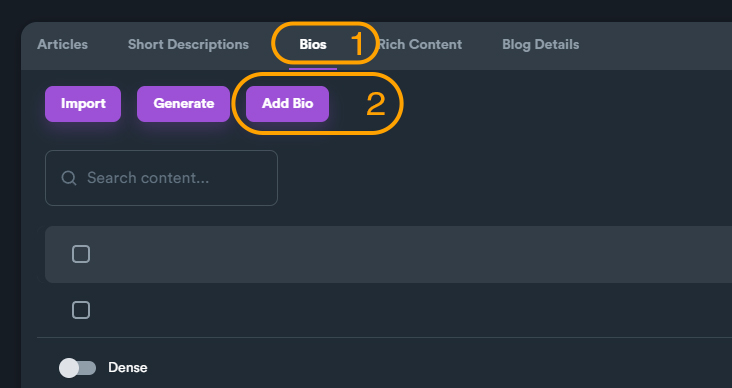 Articles Short Descriptions Bios 1 Rich Content Blog Details
Import Generate Add Bio 2
Search content...
Dense